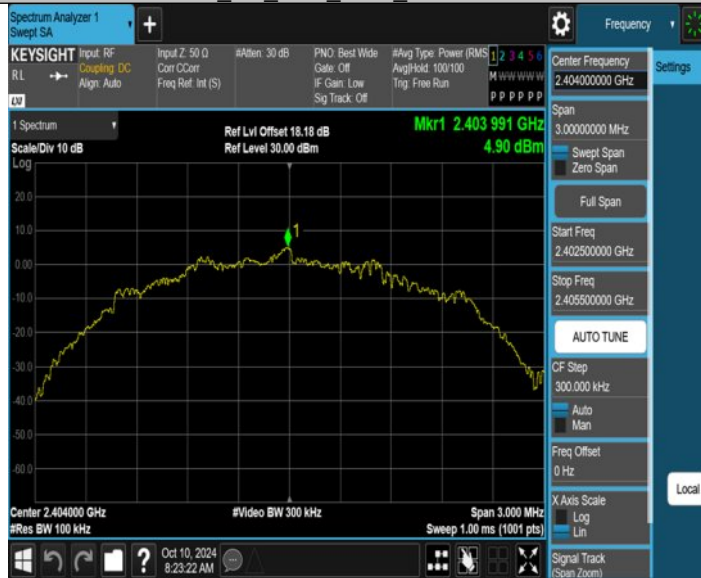 Spectrum Analyzer 1
Swept SA
Frequency
KEYSIGHT
RL
LXI
Input: RF
Coupling: DC
Align: Auto
Input Z: 50 Ω
Corr CCorr
Freq Ref: Int (S)
#Atten: 30 dB
PNO: Best Wide
Gate: Off
IF Gain: Low
Sig Track: Off
#Avg Type: Power (RMS
Avg|Hold: 100/100
Trig: Free Run
1 2 3 4 5 6
M W W W W W
P P P P P P
Center Frequency
2.404000000 GHz
Settings
Span
3.00000000 MHz
Swept Span
Zero Span
Full Span
Start Freq
2.402500000 GHz
Stop Freq
2.405500000 GHz
AUTO TUNE
CF Step
300.000 kHz
Auto
Man
Freq Offset
0 Hz
X Axis Scale
Log
Lin
Signal Track
(Span Zoom)
Local
1 Spectrum
Scale/Div 10 dB
Log
Ref Lvl Offset 18.18 dB
Ref Level 30.00 dBm
Mkr1 2.403 991 GHz
4.90 dBm
1
20.0
10.0
0.00
-10.0
-20.0
-30.0
-40.0
-50.0
-60.0
Center 2.404000 GHz
#Res BW 100 kHz
#Video BW 300 kHz
Span 3.000 MHz
Sweep 1.00 ms (1001 pts)
?
Oct 10, 2024
8:23:22 AM